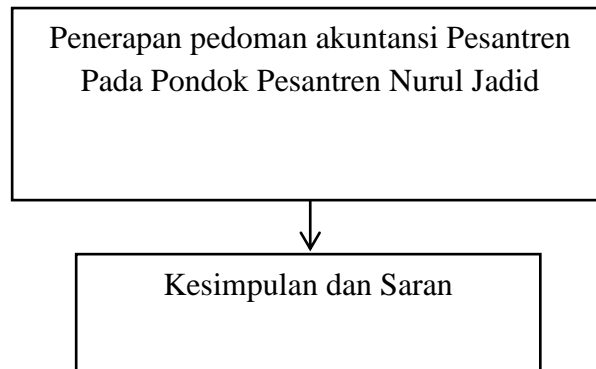 Penerapan pedoman akuntansi Pesantren
Pada Pondok Pesantren Nurul Jadid
Kesimpulan dan Saran